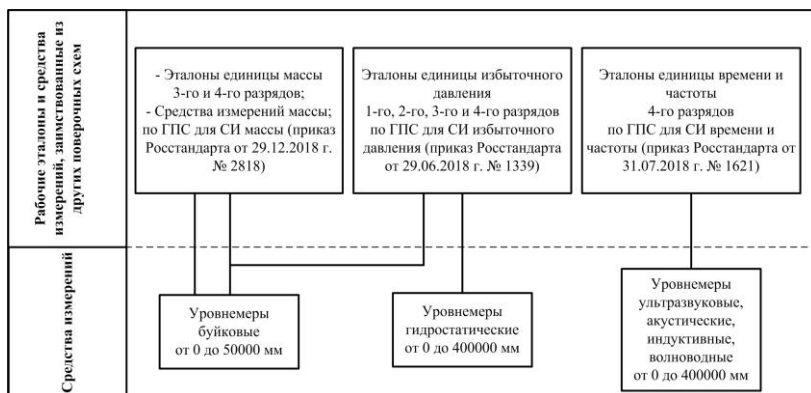 Рабочие эталоны и средства
измерений, заимствованные из
других поверочных схем
- Эталоны единицы массы
3-го и 4-го разрядов;
- Средства измерений массы;
по ГПС для СИ массы (приказ
Росстандарта от 29.12.2018 г.
№ 2818)
Эталоны единицы избыточного
давления
1-го, 2-го, 3-го и 4-го разрядов
по ГПС для СИ избыточного
давления (приказ Росстандарта
от 29.06.2018 г. № 1339)
Эталоны единицы времени и
частоты
4-го разрядов
по ГПС для СИ времени и
частоты (приказ Росстандарта от
31.07.2018 г. № 1621)
Средства измерений
Уровнемеры
буйковые
от 0 до 50000 мм
Уровнемеры
гидростатические
от 0 до 400000 мм
Уровнемеры
ультразвуковые,
акустические,
индуктивные,
волноводные
от 0 до 400000 мм